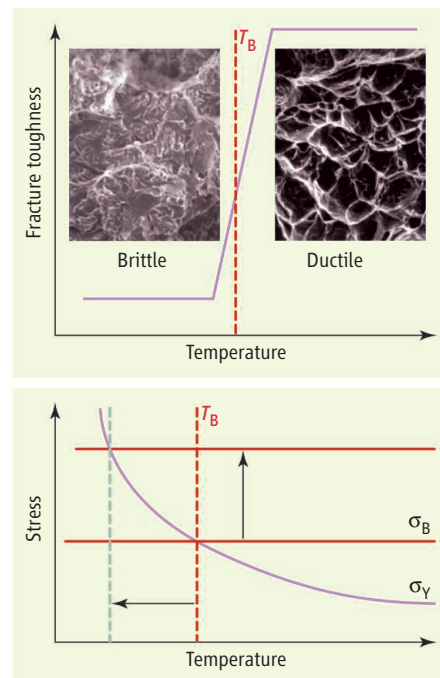 T_B
Fracture toughness
Brittle
Ductile
Temperature
T_B
Stress
σ_B
σ_Y
Temperature